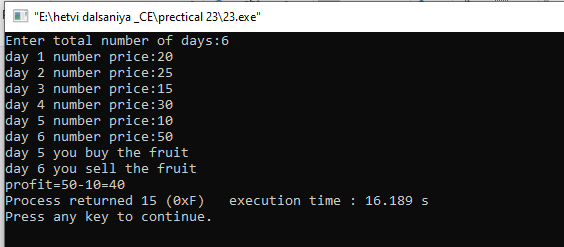 "E:\hetvi dalsaniya _CE\prectical 23\23.exe"
Enter total number of days:6
day 1 number price:20
day 2 number price:25
day 3 number price:15
day 4 number price:30
day 5 number price:10
day 6 number price:50
day 5 you buy the fruit
day 6 you sell the fruit
profit=50-10=40
Process returned 15 (0xF)   execution time : 16.189 s
Press any key to continue.